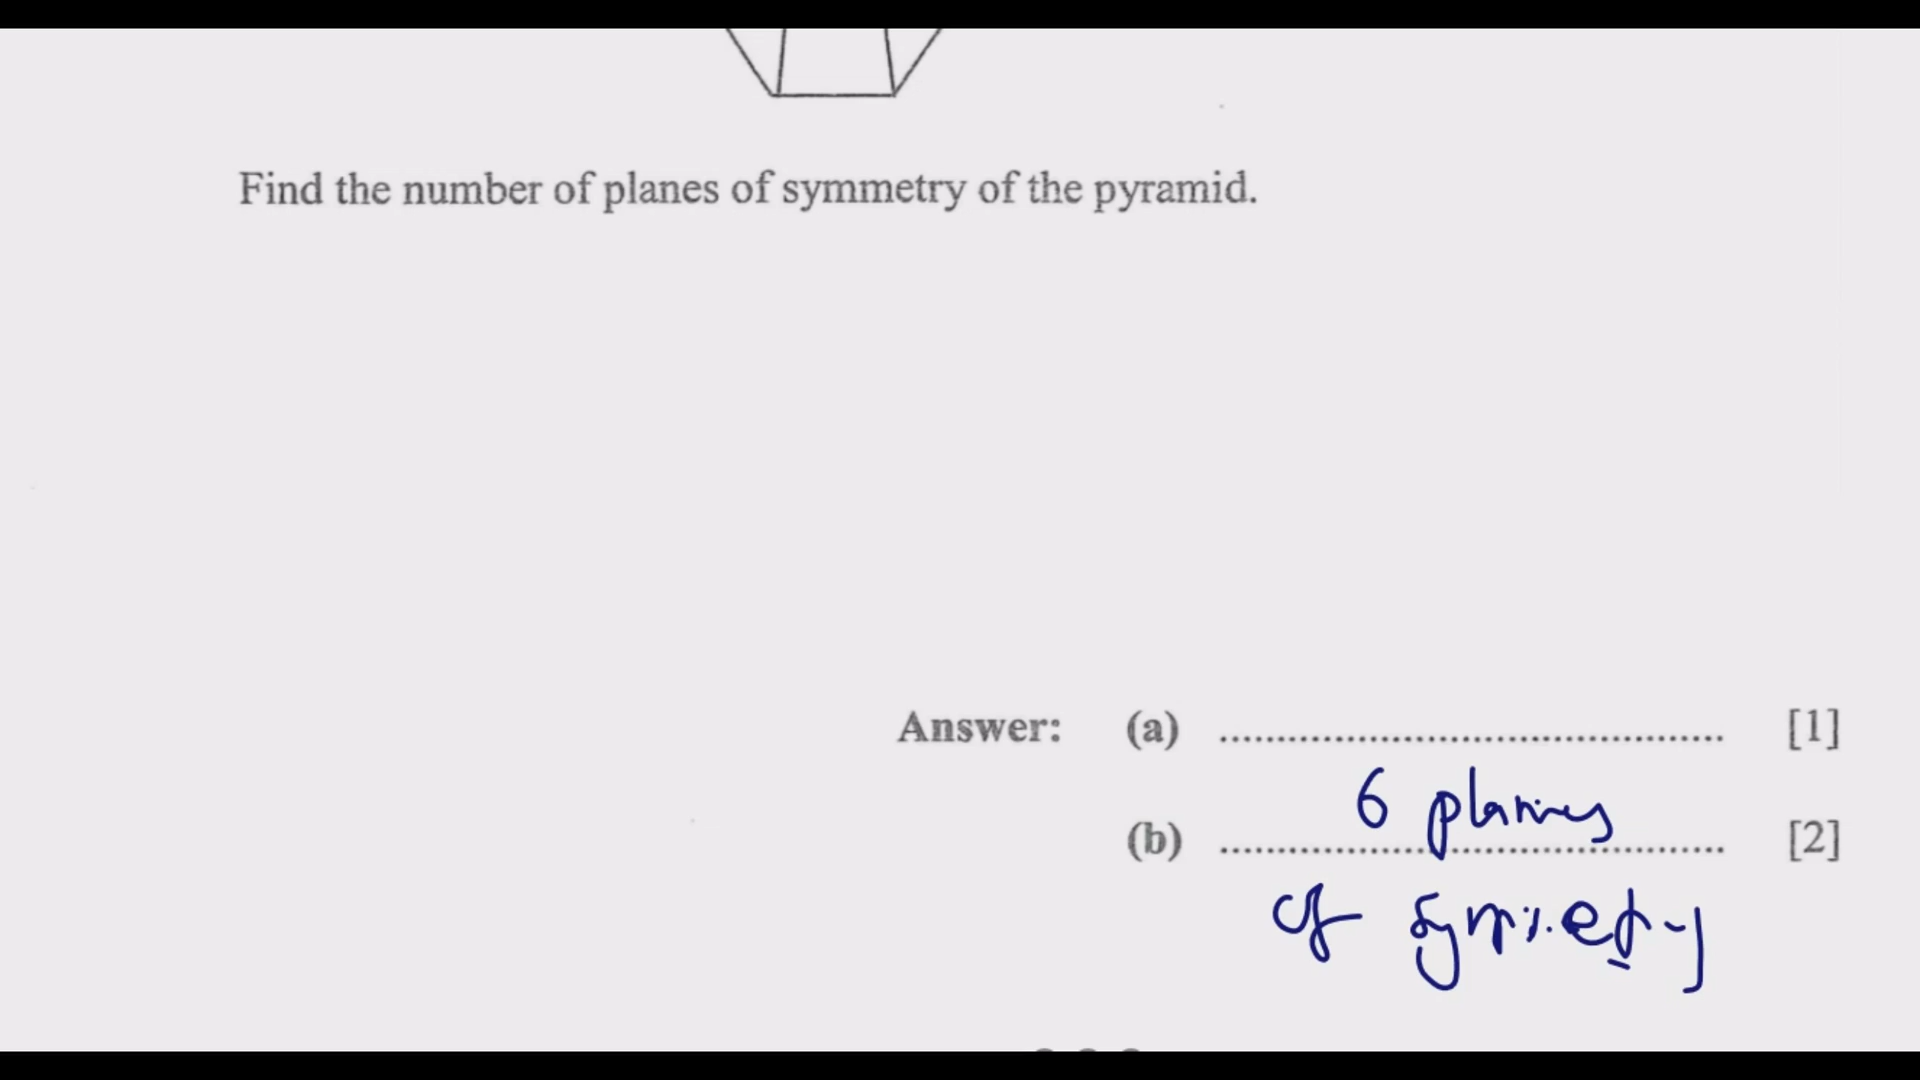 Find the number of planes of symmetry of the pyramid.
Answer: (a) ............................................ [1]
6 planes
(b) ............................................ [2]
of symmetry